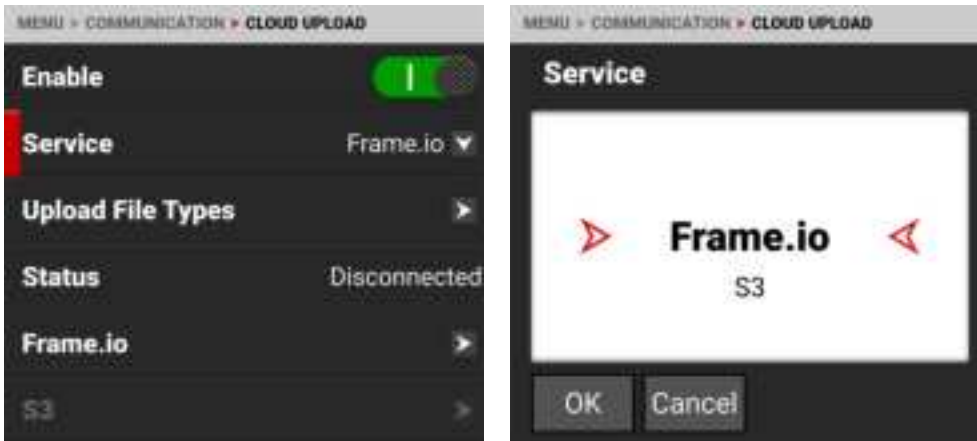 MENU > COMMUNICATION > CLOUD UPLOAD
Enable
Service Frame.io
Upload File Types
Status Disconnected
Frame.io
S3
MENU > COMMUNICATION > CLOUD UPLOAD
Service
Frame.io
S3
OK Cancel